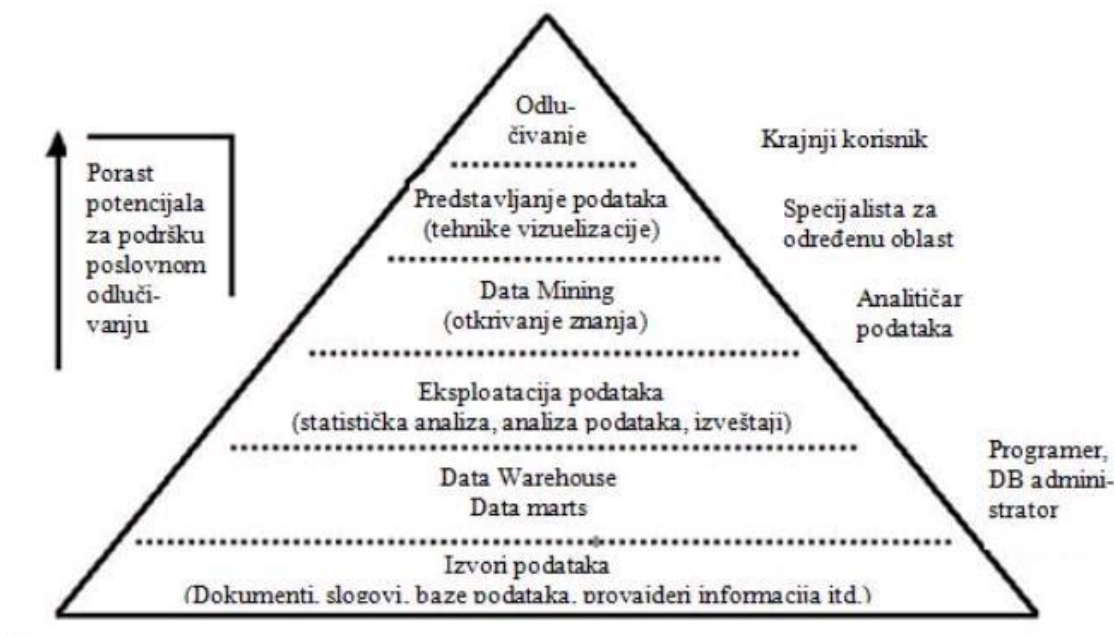 Odlu-
čivanje
Krajnji korisnik
Porast
potencijala
za podršku
poslovnom
odluči-
vanju
Predstavljanje podataka
(tehnike vizuelizacije)
Specijalista za
određenu oblast
Data Mining
(otkrivanje znanja)
Analitičar
podataka
Eksploatacija podataka
(statistička analiza, analiza podataka, izveštaji)
Data Warehouse
Data marts
Programer,
DB admini-
strator
Izvori podataka
(Dokumenti, slogovi, baze podataka, provajderi informacija itd.)